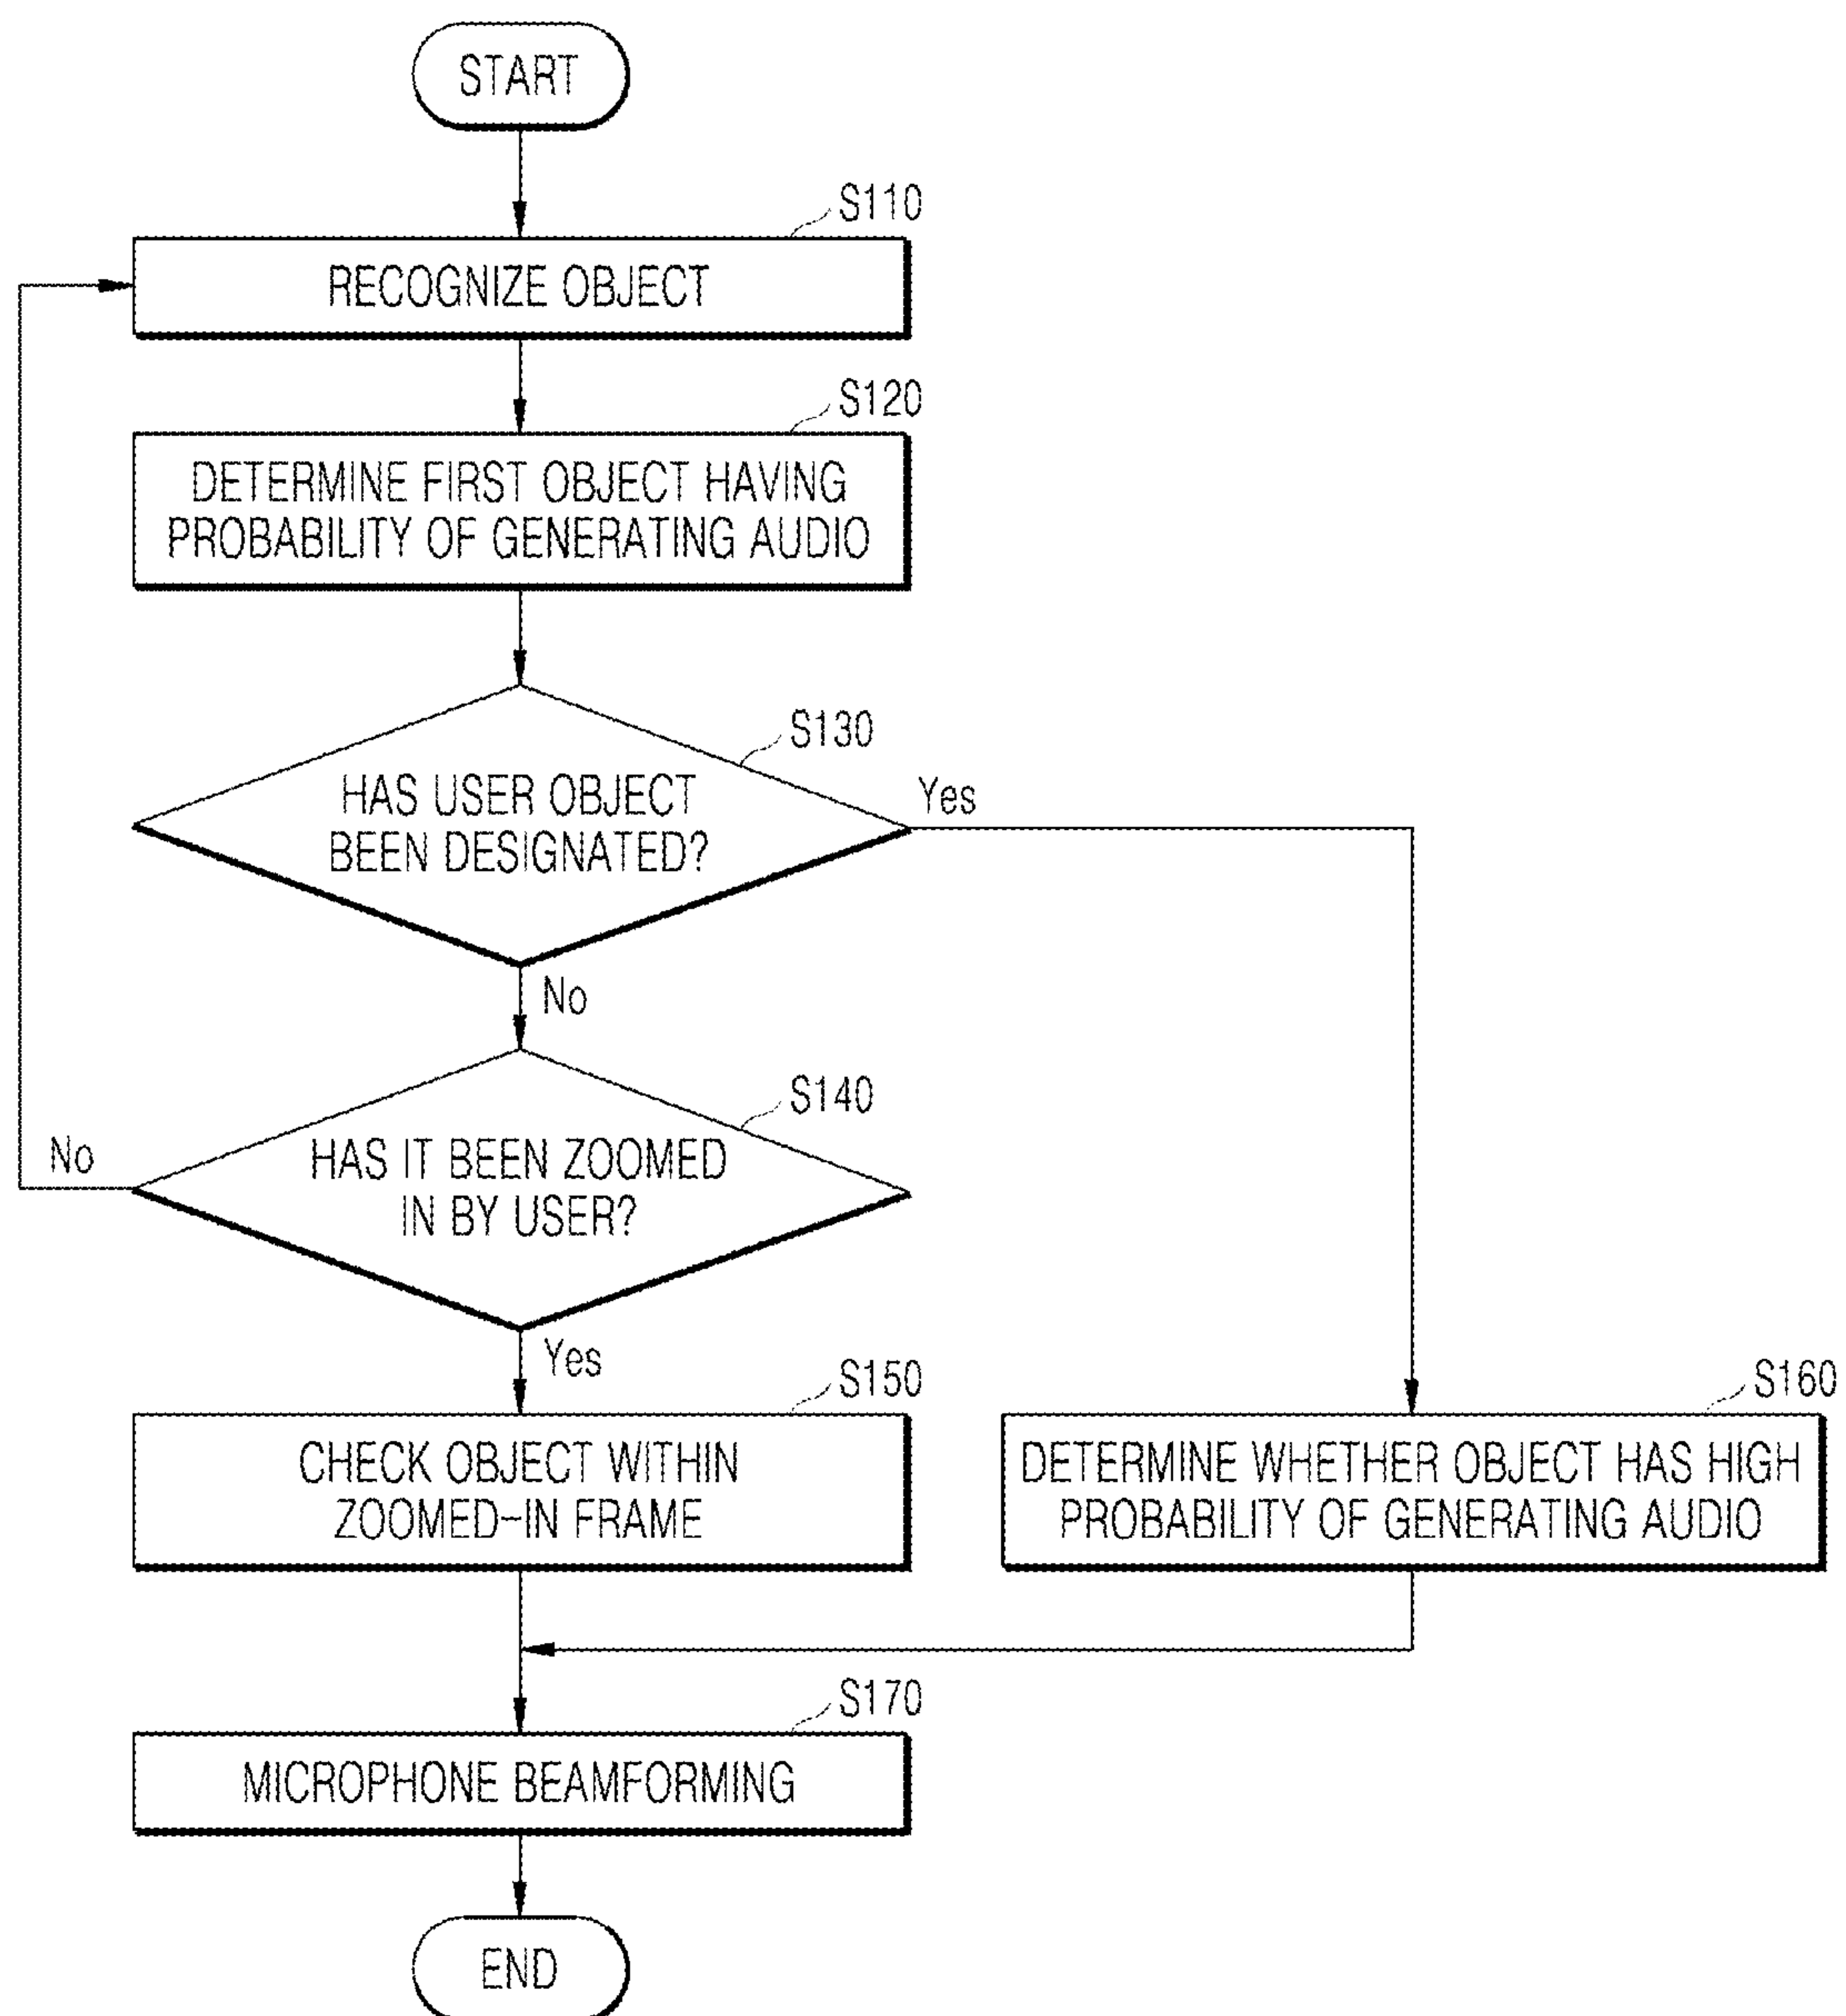 START
S110
RECOGNIZE OBJECT
S120
DETERMINE FIRST OBJECT HAVING
PROBABILITY OF GENERATING AUDIO
S130
HAS USER OBJECT
BEEN DESIGNATED?
Yes
No
S140
HAS IT BEEN ZOOMED
IN BY USER?
No
Yes
S150
CHECK OBJECT WITHIN
ZOOMED-IN FRAME
S160
DETERMINE WHETHER OBJECT HAS HIGH
PROBABILITY OF GENERATING AUDIO
S170
MICROPHONE BEAMFORMING
END